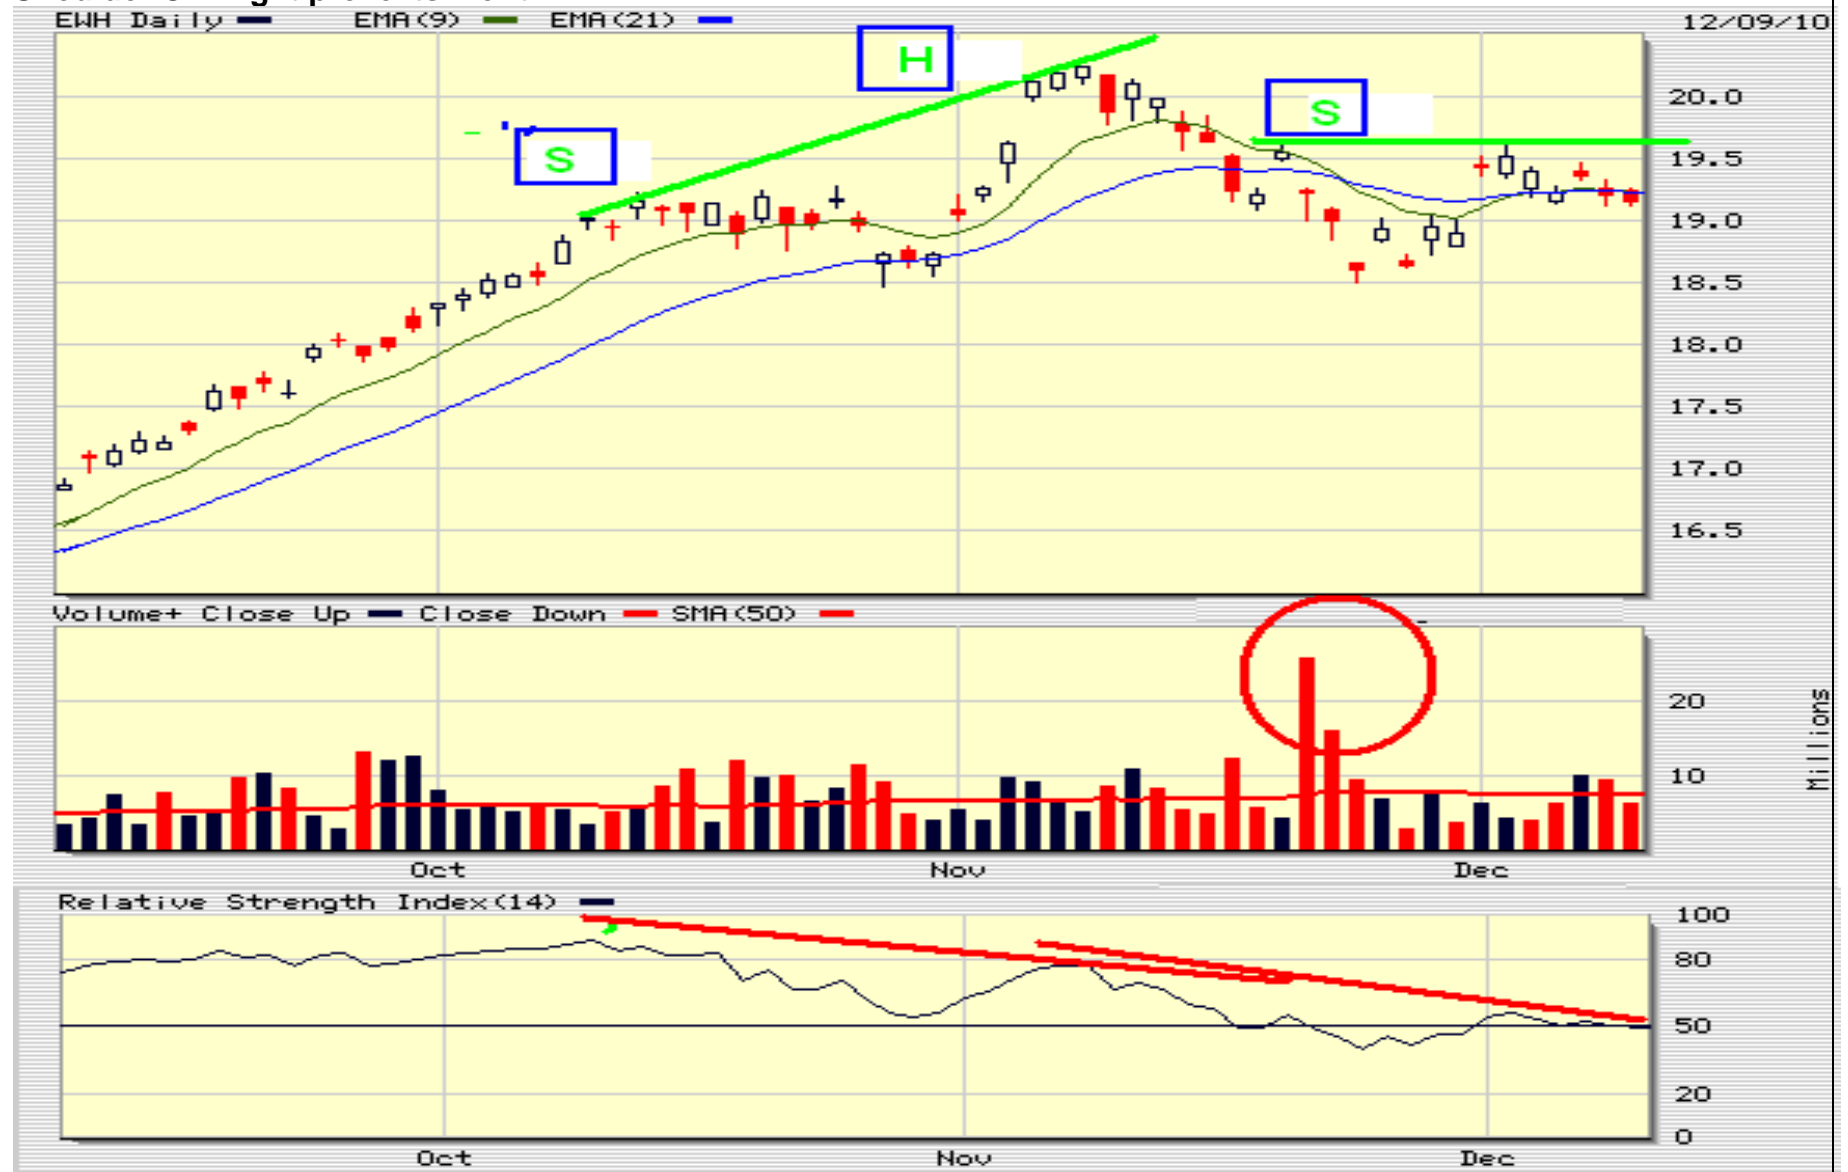 EWH Daily EMA(9) EMA(21) 12/09/10
H
S
S
20.0
19.5
19.0
18.5
18.0
17.5
17.0
16.5
Volume+ Close Up Close Down SMA(50)
20
10
Millions
Oct Nov Dec
Relative Strength Index(14)
100
80
50
20
0
Oct Nov Dec